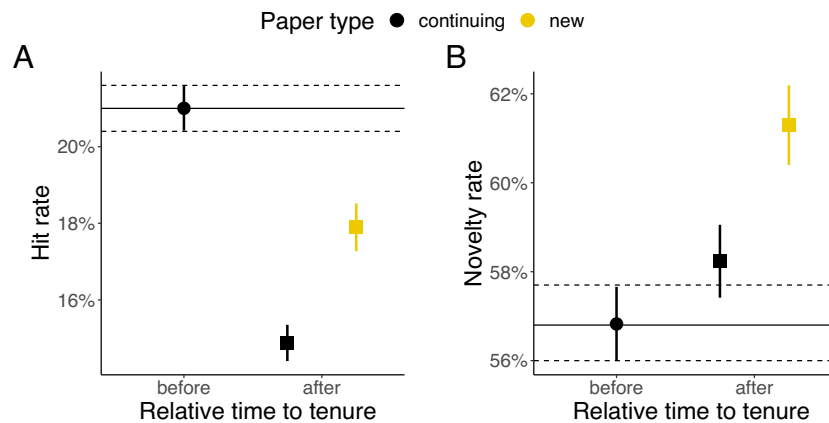 Paper type continuing new
A
B
Hit rate
20%
18%
16%
before after
Relative time to tenure
Novelty rate
62%
60%
58%
56%
before after
Relative time to tenure